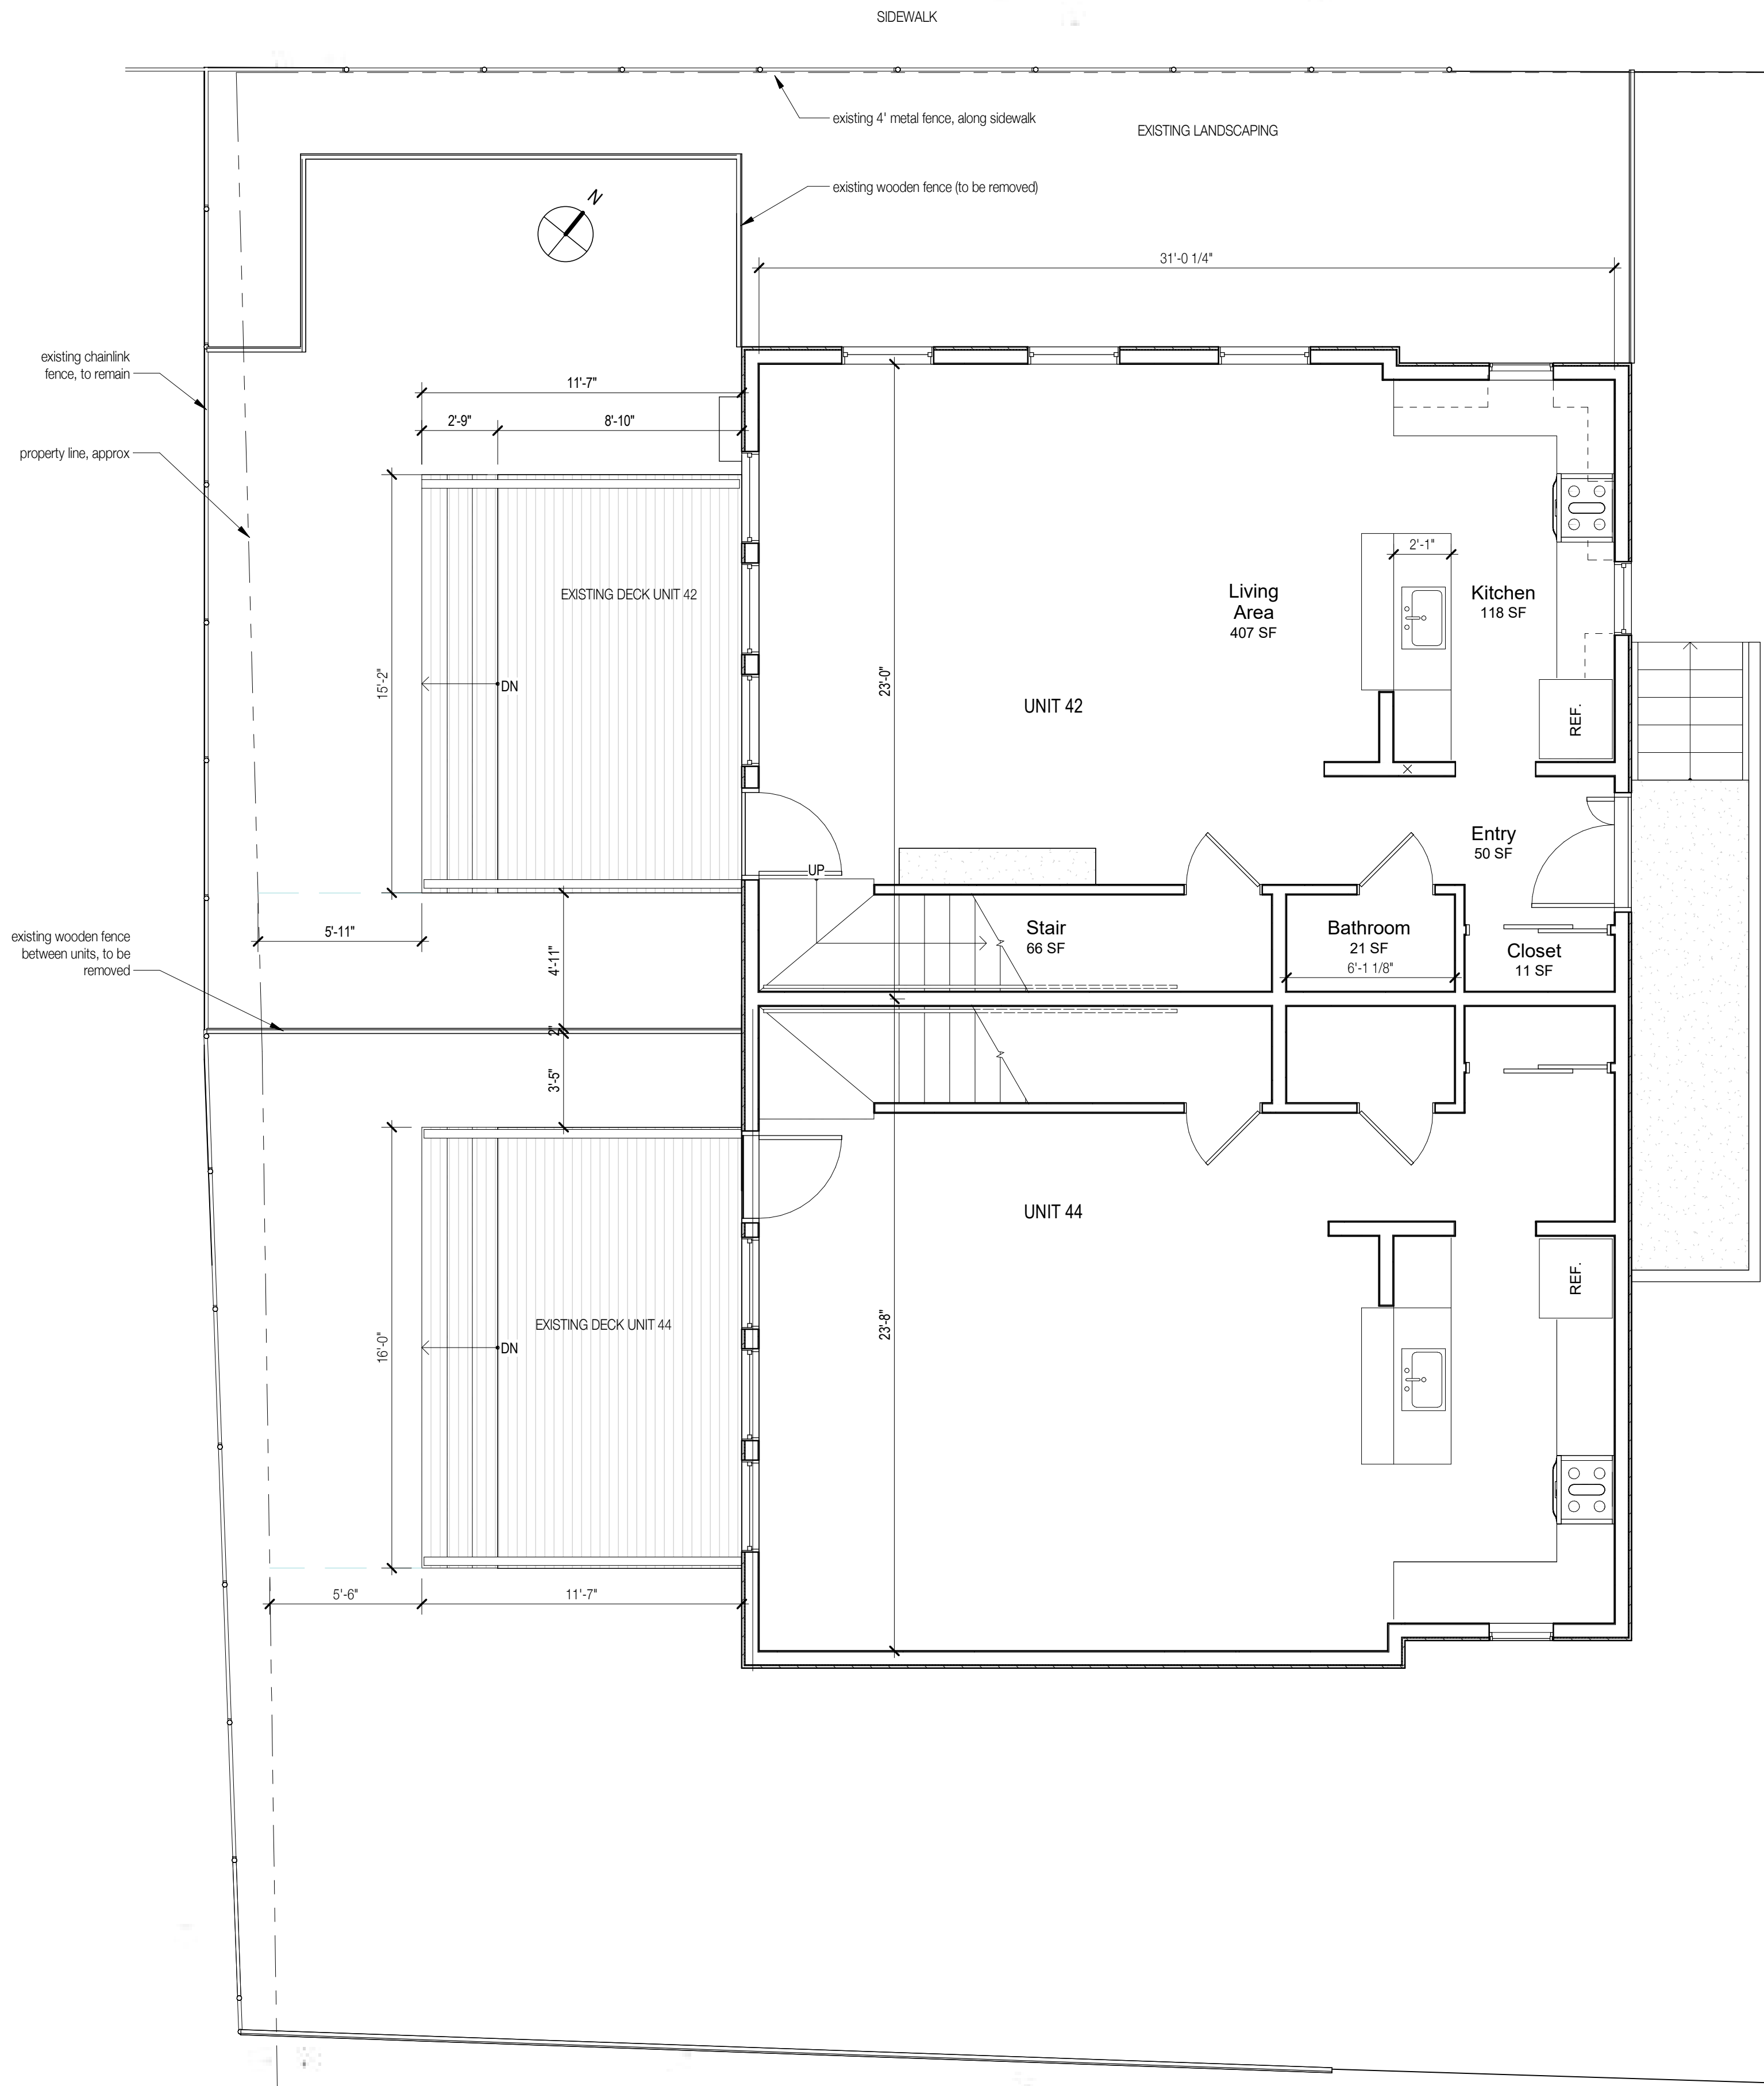 SIDEWALK
existing 4' metal fence, along sidewalk
EXISTING LANDSCAPING
existing wooden fence (to be removed)
N
31'-0 1/4"
existing chainlink
fence, to remain
11'-7"
2'-9"
8'-10"
property line, approx
2'-1"
EXISTING DECK UNIT 42
Living
Area
407 SF
Kitchen
118 SF
15'-2"
DN
23'-0"
UNIT 42
REF.
Entry
50 SF
UP
existing wooden fence
between units, to be
removed
5'-11"
4'-11"
Stair
66 SF
Bathroom
21 SF
6'-1 1/8"
Closet
11 SF
2"
3'-5"
UNIT 44
REF.
EXISTING DECK UNIT 44
16'-0"
DN
23'-8"
5'-6"
11'-7"